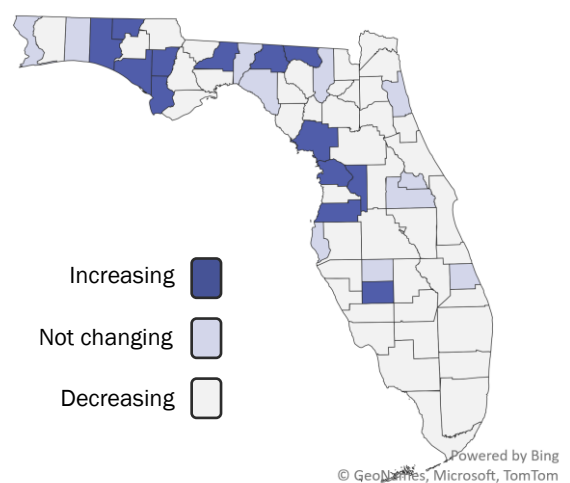 Increasing
Not changing
Decreasing
Powered by Bing
© GeoNames, Microsoft, TomTom